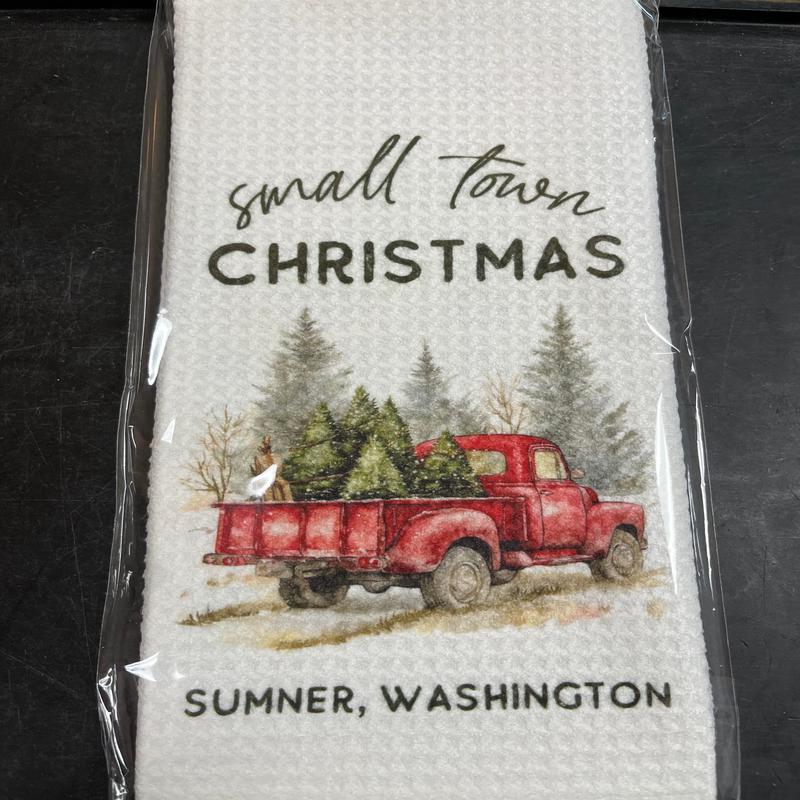 small town
CHRISTMAS
SUMNER, WASHINGTON